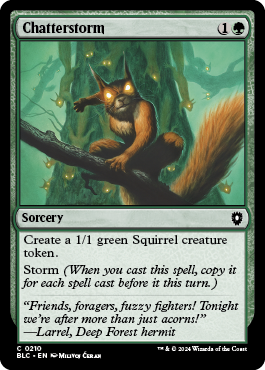 Chatterstorm 1
Sorcery
Create a 1/1 green Squirrel creature
token.
Storm (When you cast this spell, copy it
for each spell cast before it this turn.)
“Friends, foragers, fuzzy fighters! Tonight
we’re after more than just acorns!”
—Larrel, Deep Forest hermit
C 0210
BLC • EN Milivoj Ćeran
™ & © 2024 Wizards of the Coast